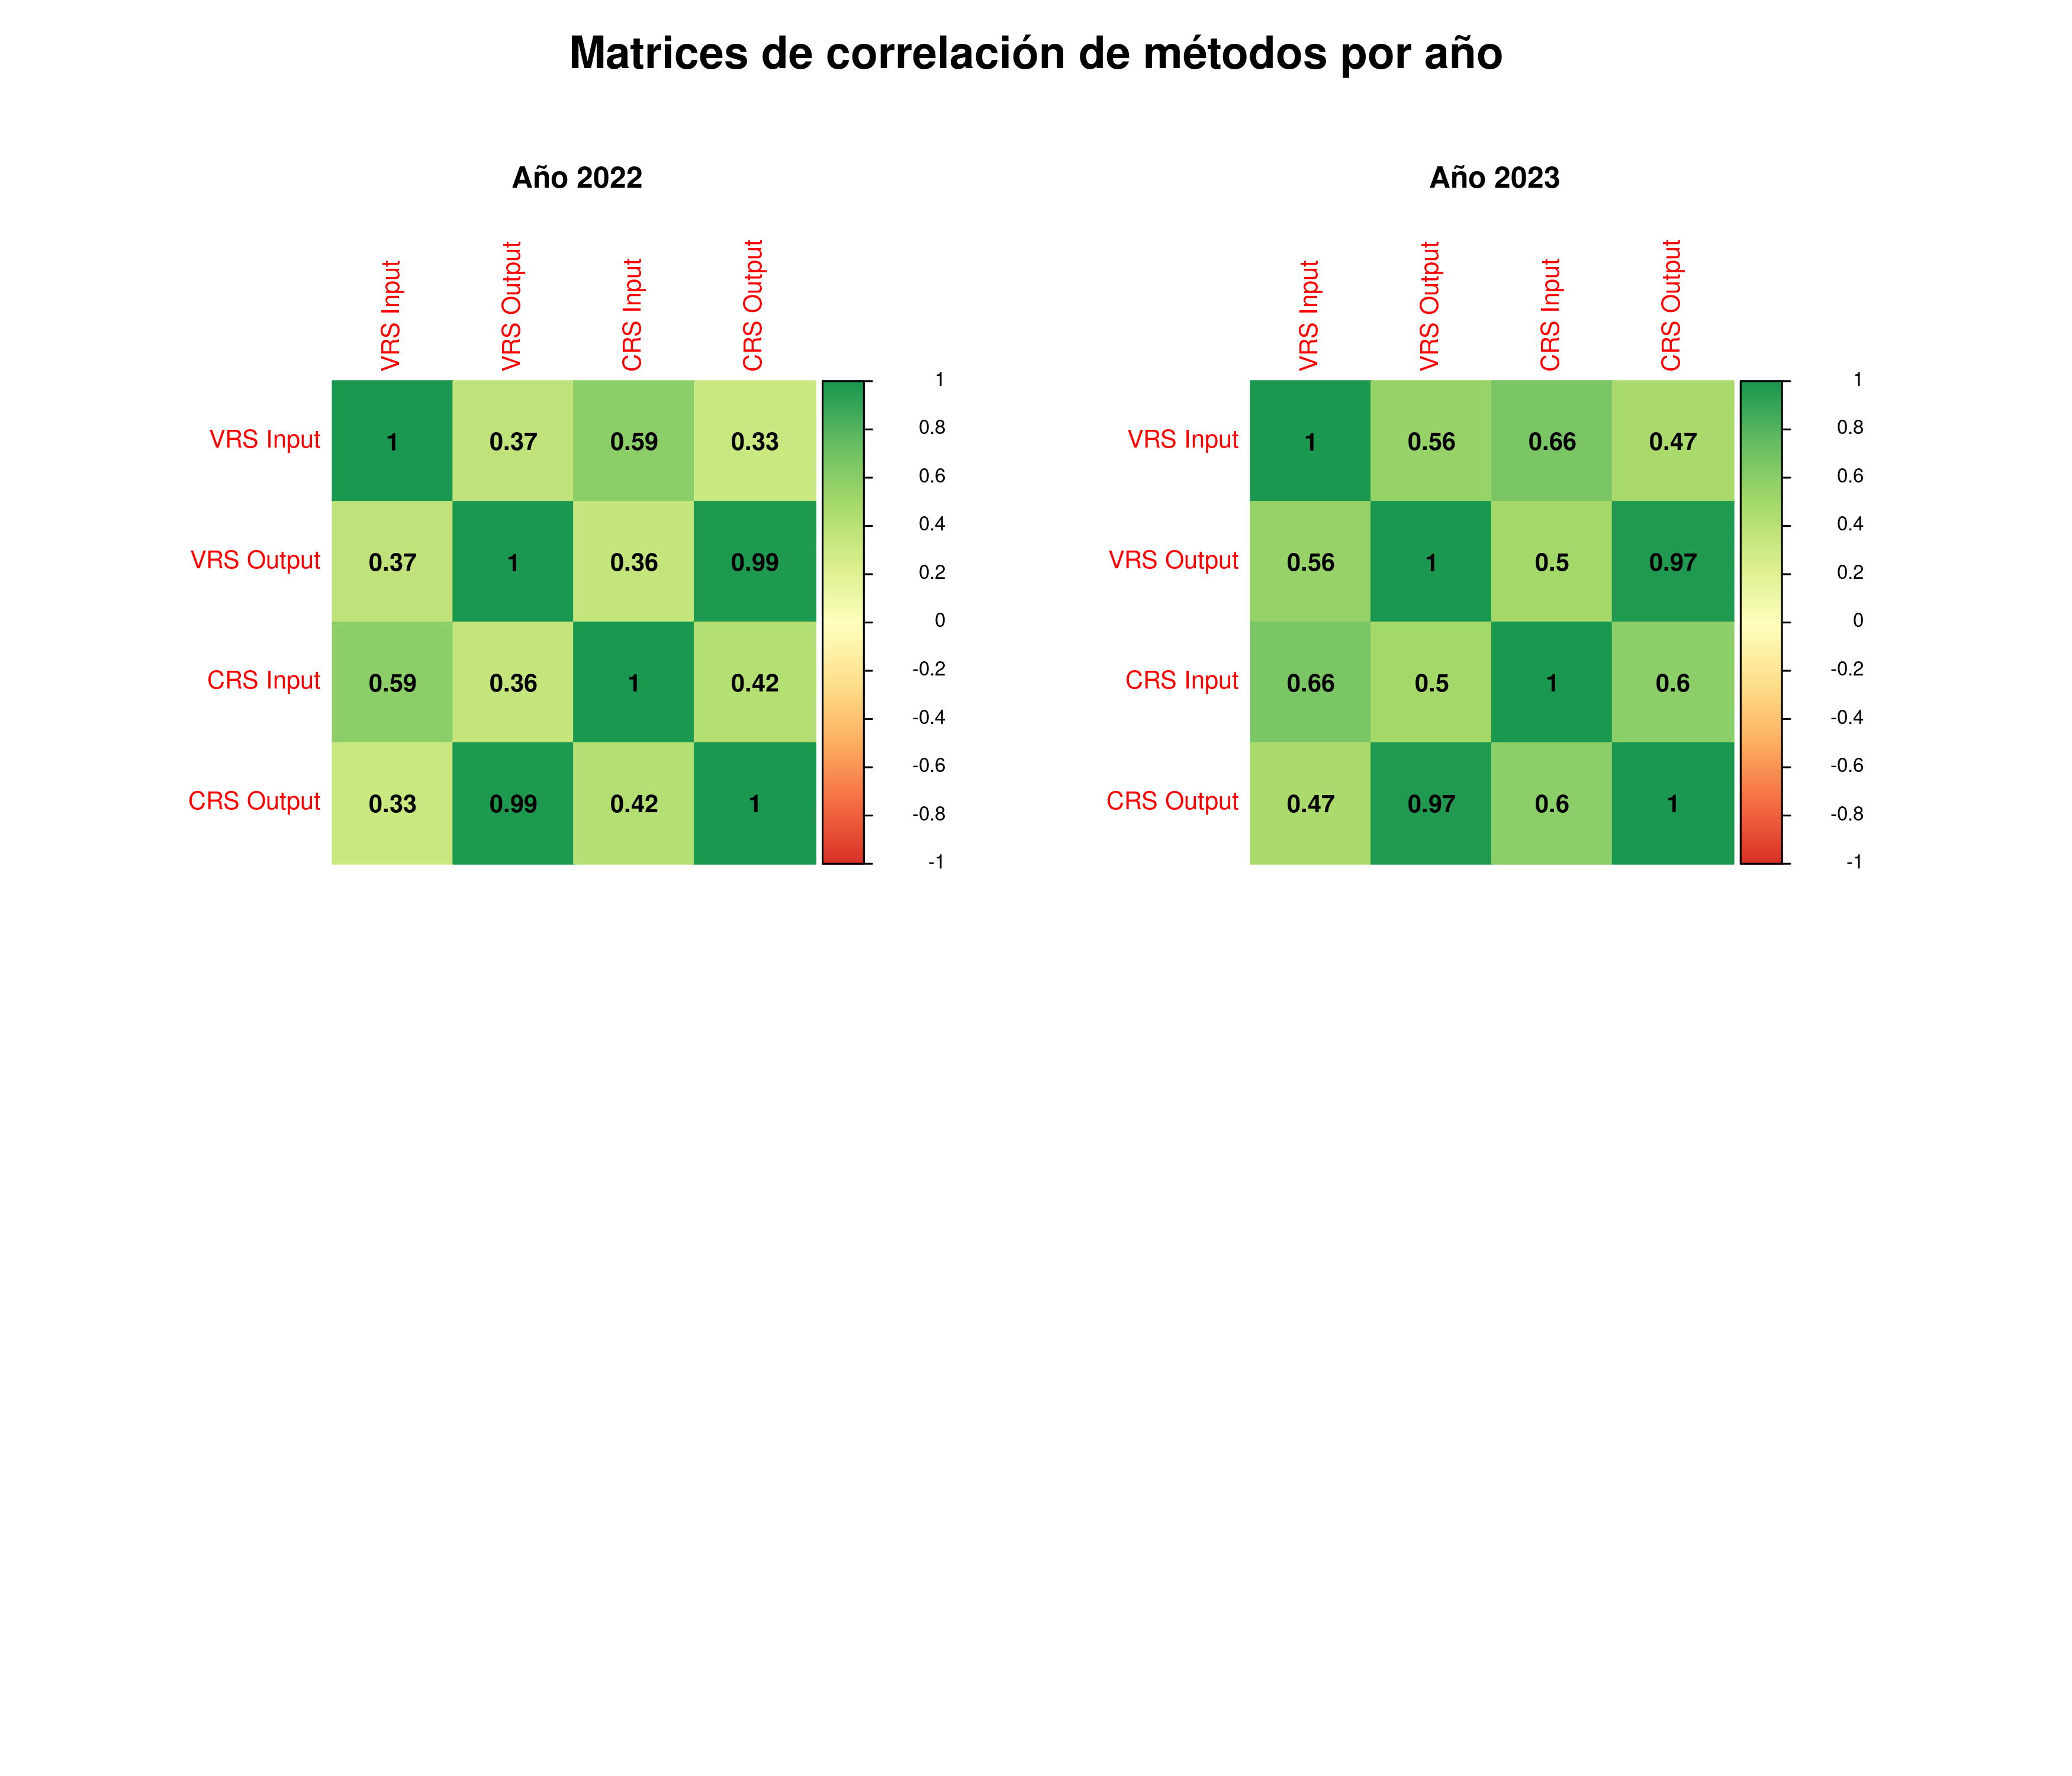 Matrices de correlación de métodos por año
Año 2022
VRS Input
VRS Output
CRS Input
CRS Output
VRS Input 1 0.37 0.59 0.33
VRS Output 0.37 1 0.36 0.99
CRS Input 0.59 0.36 1 0.42
CRS Output 0.33 0.99 0.42 1
1
0.8
0.6
0.4
0.2
0
-0.2
-0.4
-0.6
-0.8
-1
Año 2023
VRS Input
VRS Output
CRS Input
CRS Output
VRS Input 1 0.56 0.66 0.47
VRS Output 0.56 1 0.5 0.97
CRS Input 0.66 0.5 1 0.6
CRS Output 0.47 0.97 0.6 1
1
0.8
0.6
0.4
0.2
0
-0.2
-0.4
-0.6
-0.8
-1